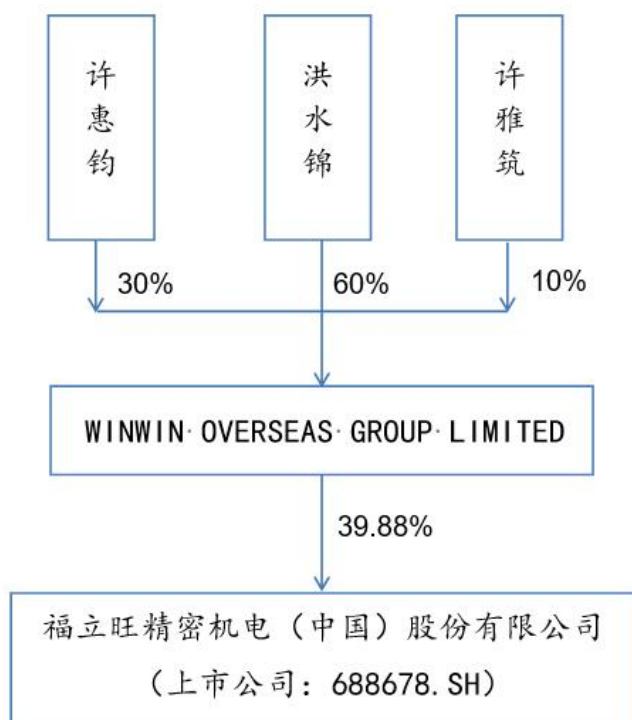 许惠钧
洪水锦
许雅筑
30%
60%
10%
WINWIN OVERSEAS GROUP LIMITED
39.88%
福立旺精密机电（中国）股份有限公司
（上市公司：688678.SH）